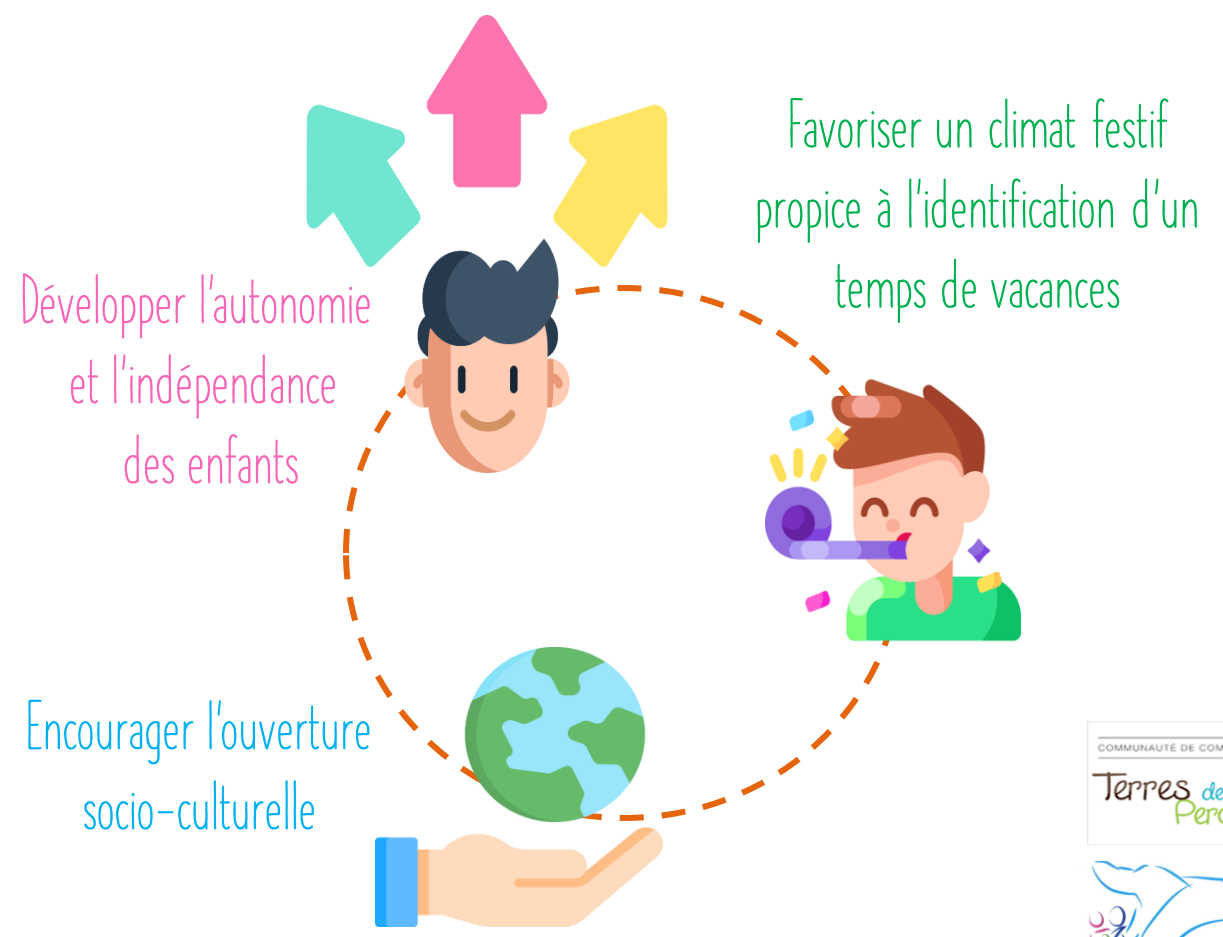 Favoriser un climat festif
propice à l'identification d'un
temps de vacances
Développer l'autonomie
et l'indépendance
des enfants
Encourager l'ouverture
socio-culturelle
COMMUNAUTÉ DE
Terres de